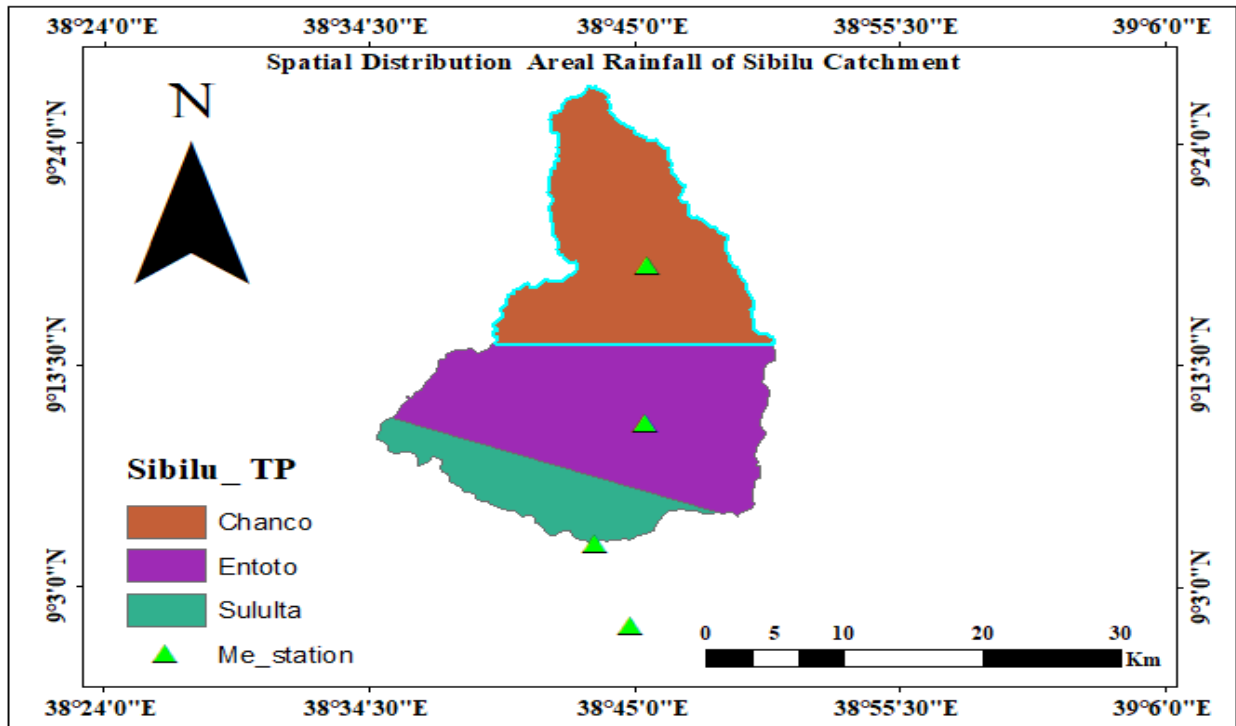 38°24'0"E 38°34'30"E 38°45'0"E 38°55'30"E 39°6'0"E
Spatial Distribution Areal Rainfall of Sibilu Catchment
N
9°24'0"N 9°24'0"N
9°13'30"N 9°13'30"N
Sibilu_ TP
Chanco
Entoto
Sululta
Me_station
9°3'0"N 9°3'0"N
0 5 10 20 30
Km
38°24'0"E 38°34'30"E 38°45'0"E 38°55'30"E 39°6'0"E